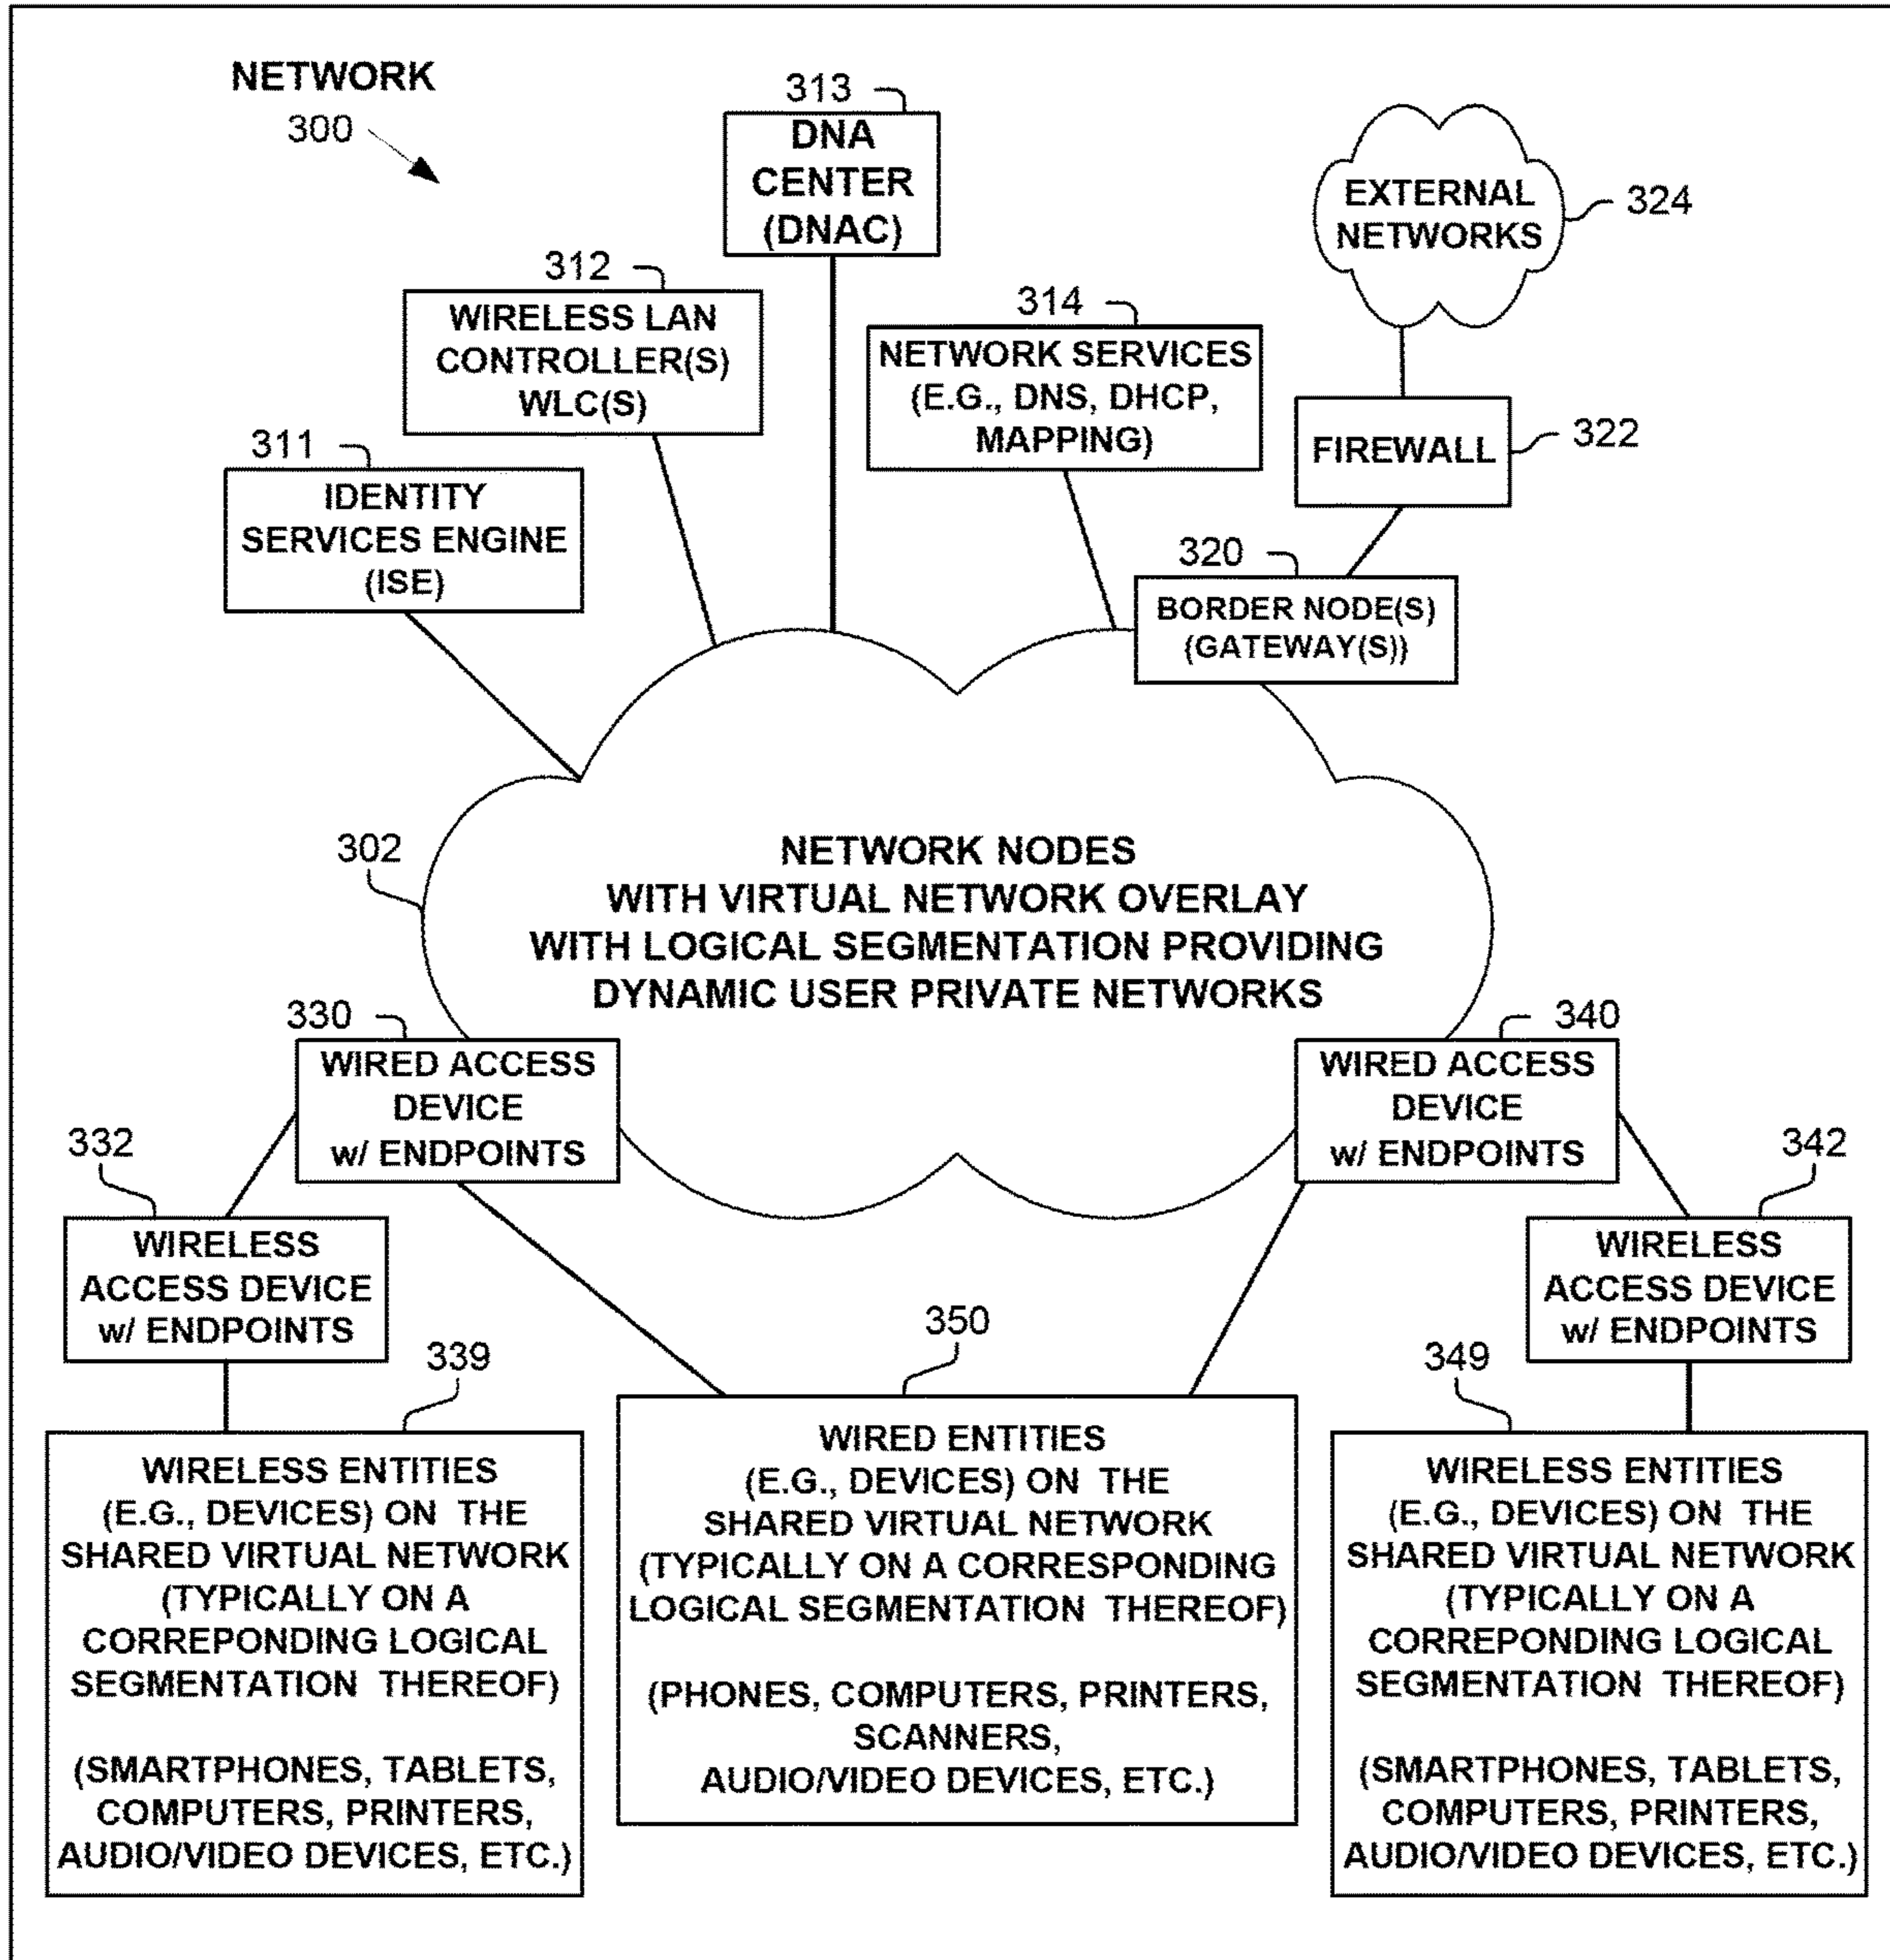 NETWORK
300
313
DNA
CENTER
(DNAC)
EXTERNAL
NETWORKS
324
312
WIRELESS LAN
CONTROLLER(S)
WLC(S)
314
NETWORK SERVICES
(E.G., DNS, DHCP,
MAPPING)
FIREWALL
322
311
IDENTITY
SERVICES ENGINE
(ISE)
320
BORDER NODE(S)
(GATEWAY(S))
302
NETWORK NODES
WITH VIRTUAL NETWORK OVERLAY
WITH LOGICAL SEGMENTATION PROVIDING
DYNAMIC USER PRIVATE NETWORKS
330
WIRED ACCESS
DEVICE
w/ ENDPOINTS
340
WIRED ACCESS
DEVICE
w/ ENDPOINTS
332
WIRELESS
ACCESS DEVICE
w/ ENDPOINTS
342
WIRELESS
ACCESS DEVICE
w/ ENDPOINTS
339
WIRELESS ENTITIES
(E.G., DEVICES) ON THE
SHARED VIRTUAL NETWORK
(TYPICALLY ON A
CORREPONDING LOGICAL
SEGMENTATION THEREOF)
(SMARTPHONES, TABLETS,
COMPUTERS, PRINTERS,
AUDIO/VIDEO DEVICES, ETC.)
350
WIRED ENTITIES
(E.G., DEVICES) ON THE
SHARED VIRTUAL NETWORK
(TYPICALLY ON A CORRESPONDING
LOGICAL SEGMENTATION THEREOF)
(PHONES, COMPUTERS, PRINTERS,
SCANNERS,
AUDIO/VIDEO DEVICES, ETC.)
349
WIRELESS ENTITIES
(E.G., DEVICES) ON THE
SHARED VIRTUAL NETWORK
(TYPICALLY ON A
CORREPONDING LOGICAL
SEGMENTATION THEREOF)
(SMARTPHONES, TABLETS,
COMPUTERS, PRINTERS,
AUDIO/VIDEO DEVICES, ETC.)